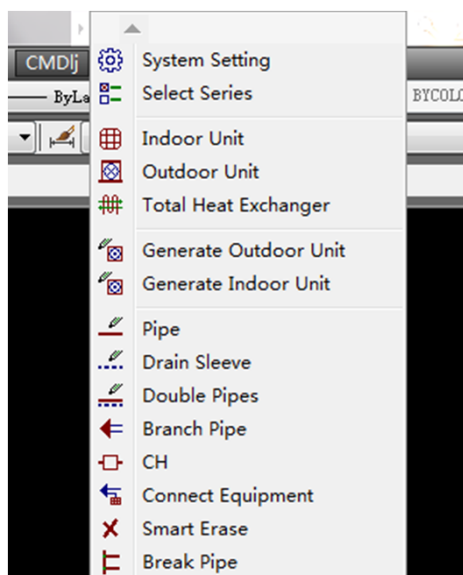 CMDlj
System Setting
Select Series
ByLa
BYCOLO
Indoor Unit
Outdoor Unit
Total Heat Exchanger
Generate Outdoor Unit
Generate Indoor Unit
Pipe
Drain Sleeve
Double Pipes
Branch Pipe
CH
Connect Equipment
Smart Erase
Break Pipe